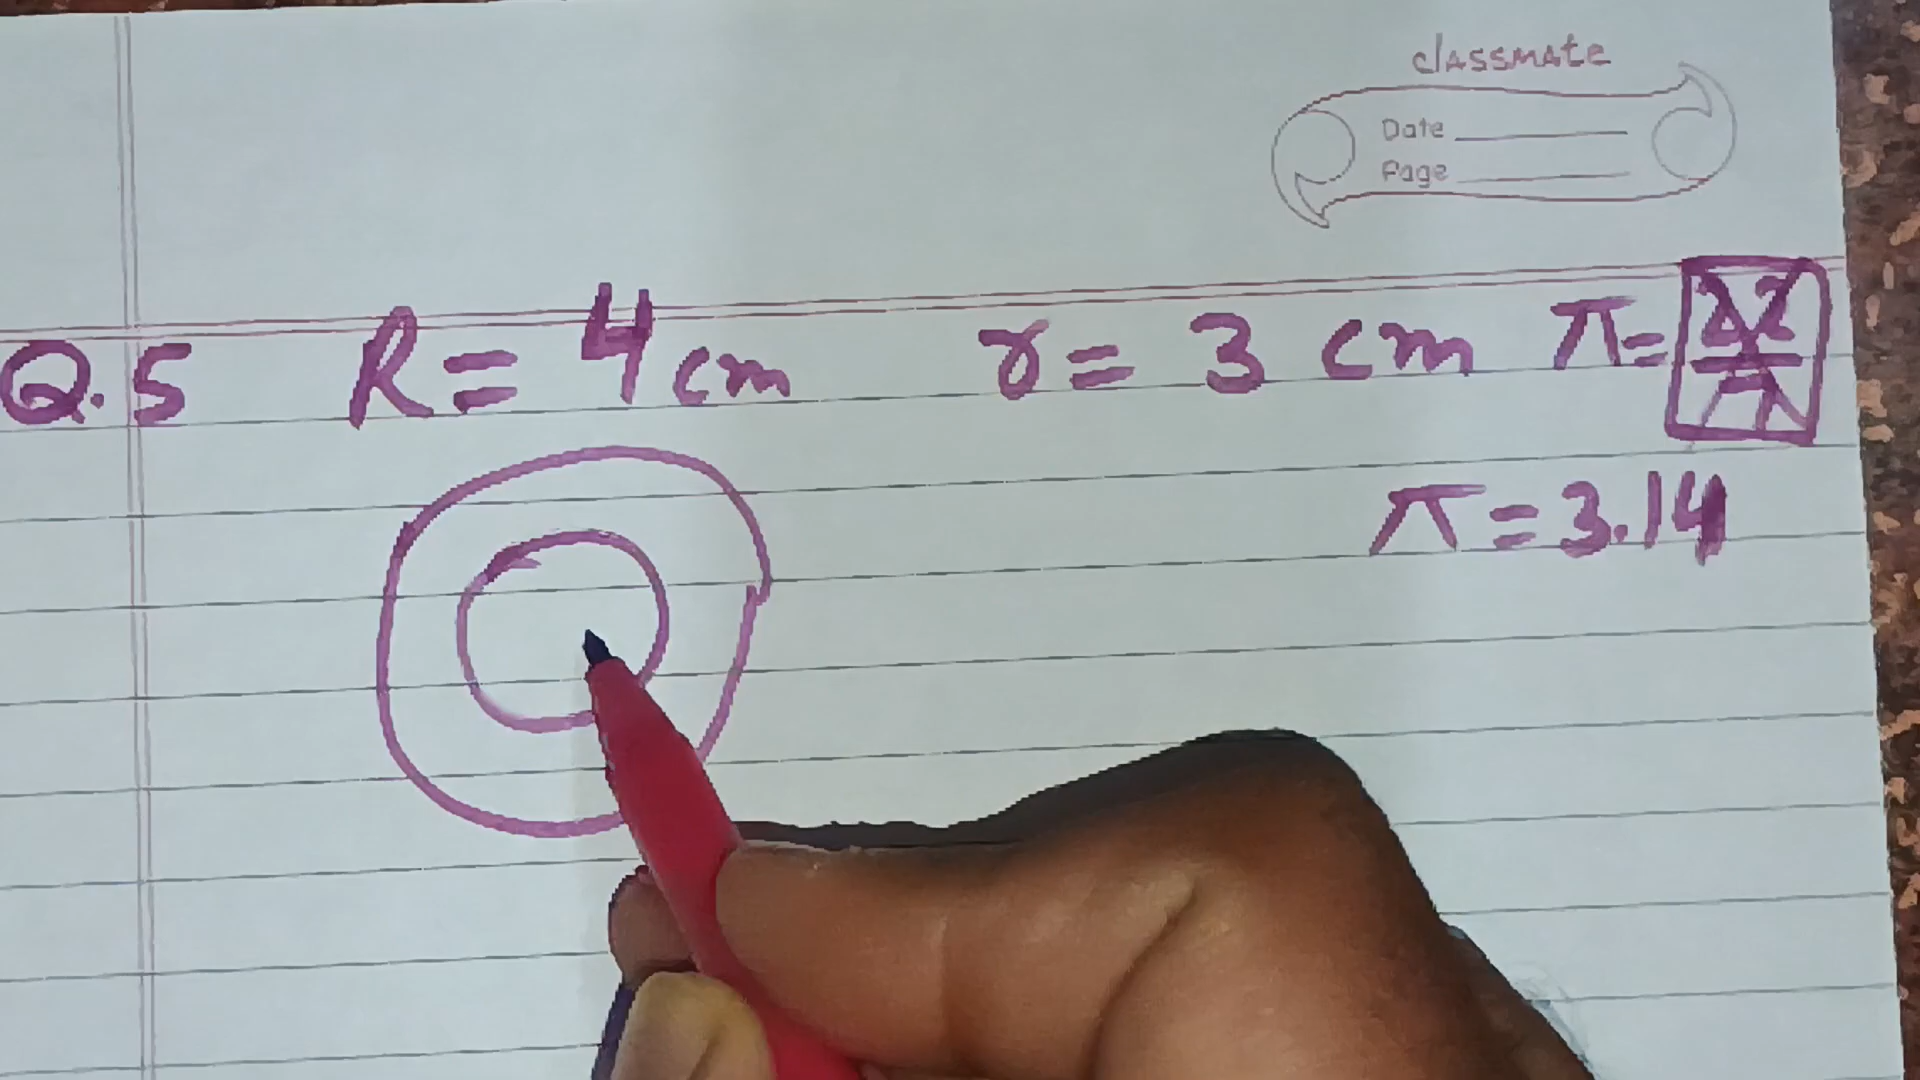 classmate
Date
Page
Q.5 R = 4 cm r = 3 cm π = 22/7
π = 3.14